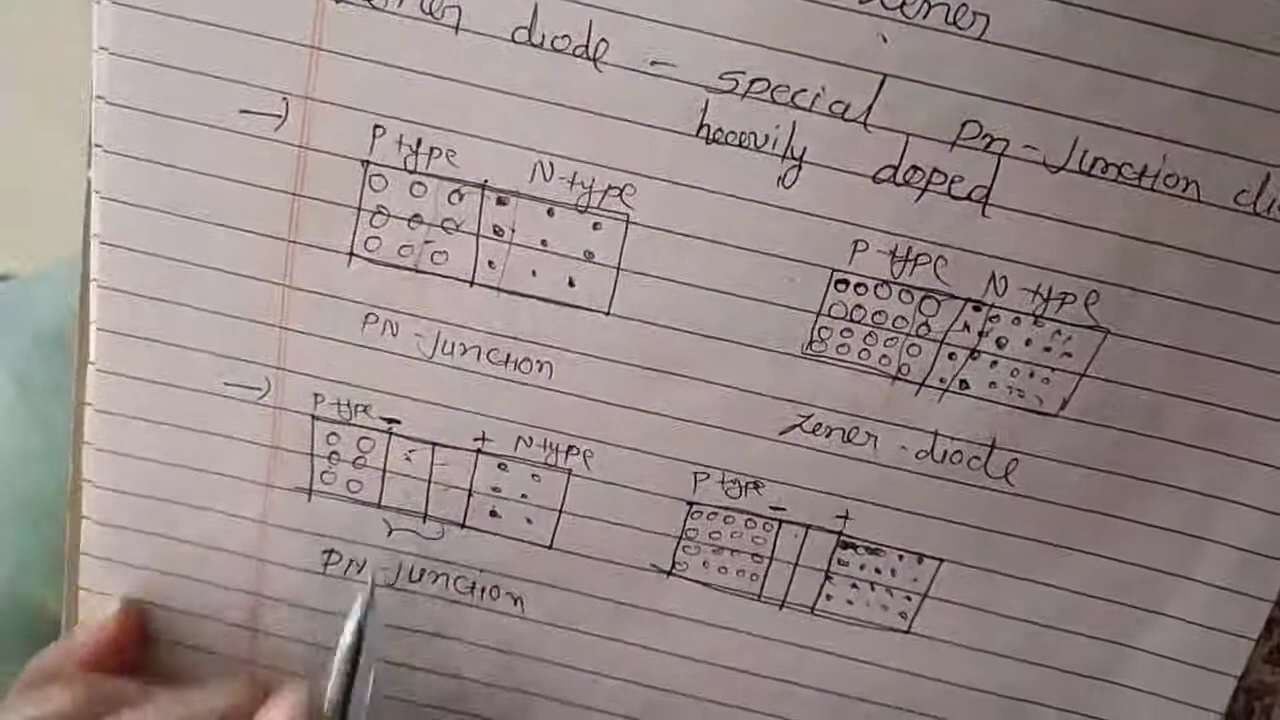 zener
diode - special pn-Junction
heavily doped
→
P type N-type
P-type N-type
PN-Junction
zener-diode
→
P type - + N-type
P type - +
PN-Junction